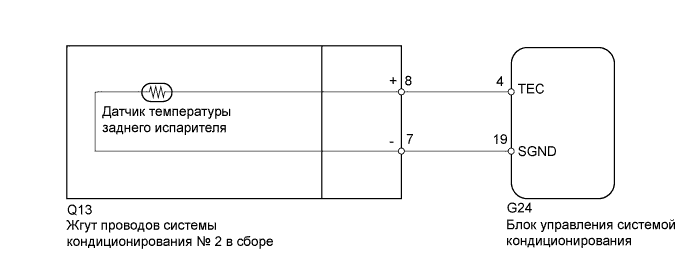 + 8 4 TEC
Датчик температуры
заднего испарителя
- 7 19 SGND
Q13
Жгут проводов системы
кондиционирования № 2 в сборе
G24
Блок управления системой
кондиционирования